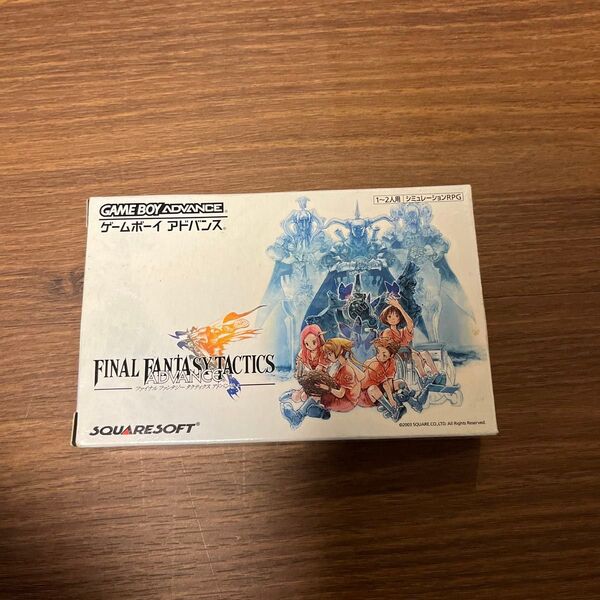 GAME BOY ADVANCE
ゲームボーイ アドバンス®
1~2人用 シミュレーションRPG
FINAL FANTASY TACTICS
ADVANCE
ファイナルファンタジー タクティクス アドバンス
SQUARESOFT®
©2003 SQUARE CO.,LTD. All Rights Reserved.